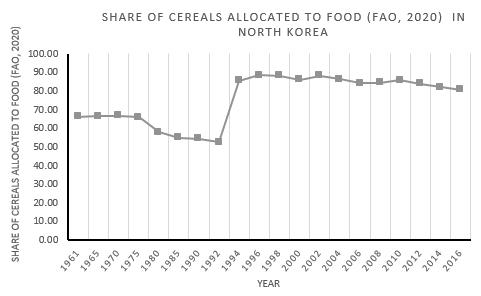 SHARE OF CEREALS ALLOCATED TO FOOD (FAO, 2020) IN
NORTH KOREA
SHARE OF CEREALS ALLOCATED TO FOOD (FAO, 2020)
100.00
90.00
80.00
70.00
60.00
50.00
40.00
30.00
20.00
10.00
0.00
1961 1965 1970 1975 1980 1985 1990 1992 1994 1996 1998 2000 2002 2004 2006 2008 2010 2012 2014 2016
YEAR